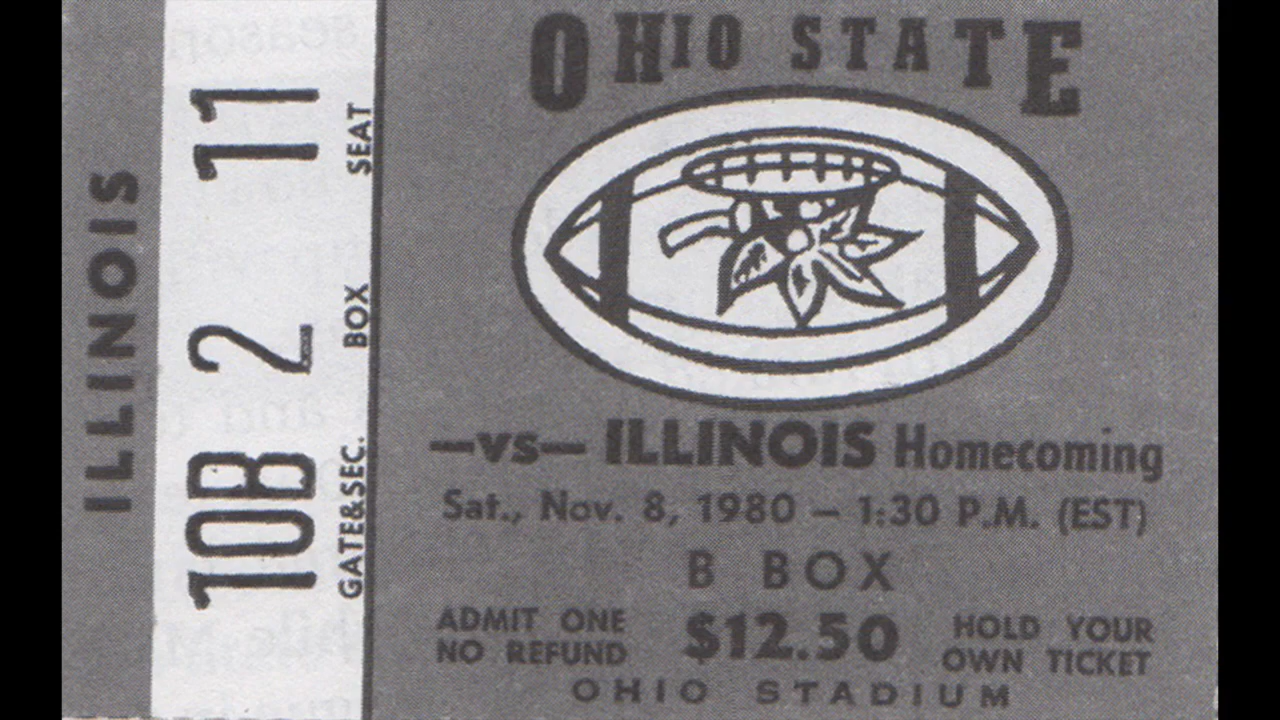 ILLINOIS
10B 2 11
GATE&SEC. BOX SEAT
OHIO STATE
—VS— ILLINOIS Homecoming
Sat., Nov. 8, 1980 — 1:30 P.M. (EST)
B BOX
ADMIT ONE
NO REFUND
$12.50
HOLD YOUR
OWN TICKET
OHIO STADIUM